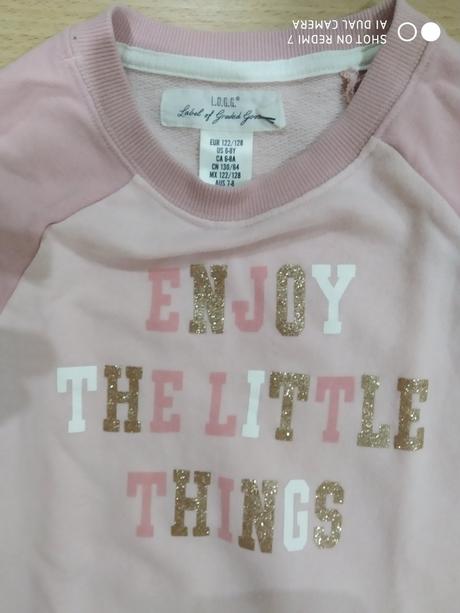 SHOT ON REDMI 7
AI DUAL CAMERA
L.O.G.G.®
Label of Graded Goods
EUR 122/128
US 6-8Y
CA 6-8A
CN 130/64
MX 122/128
AUS 7-8
ENJOY
THE LITTLE
THINGS